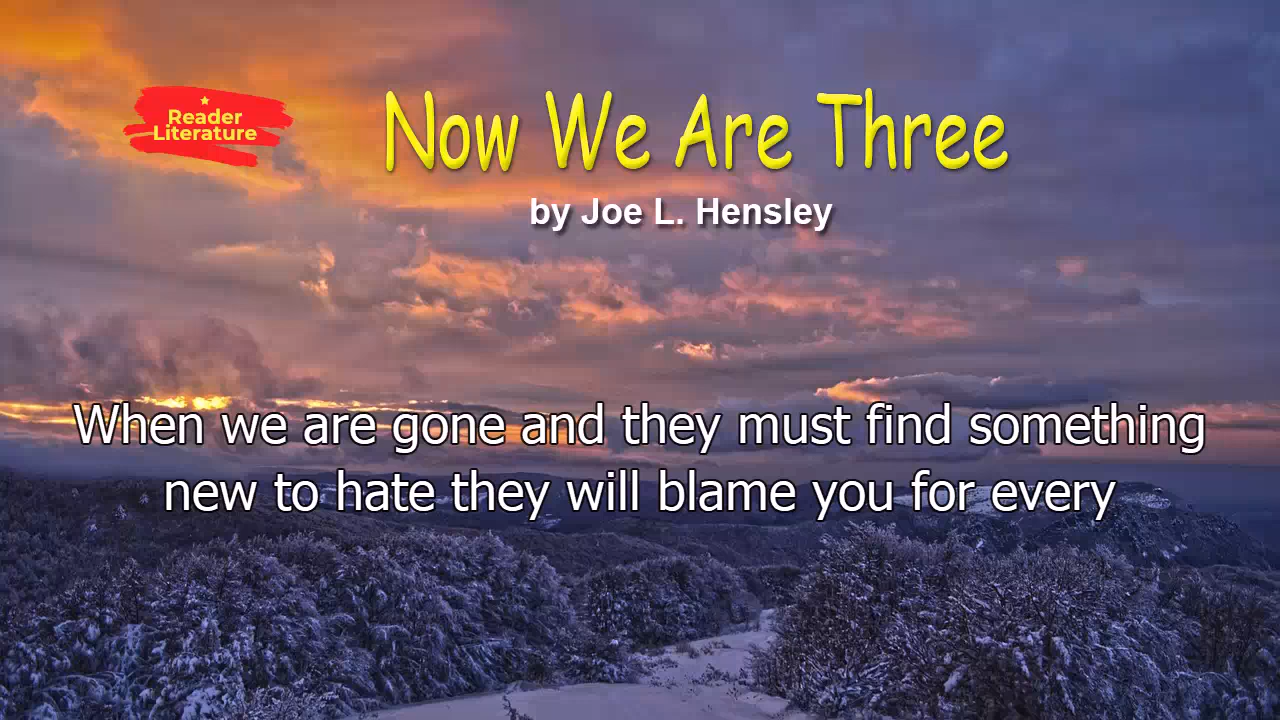 Reader
Literature
Now We Are Three
by Joe L. Hensley
When we are gone and they must find something
new to hate they will blame you for every